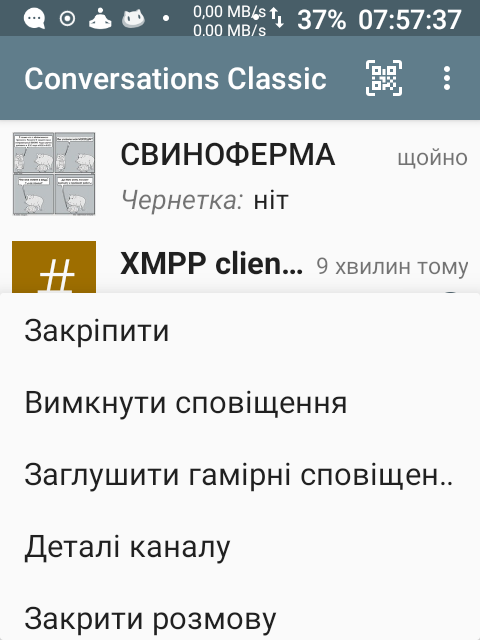 0,00 MB/s
0.00 MB/s
37% 07:57:37
Conversations Classic
СВИНОФЕРМА щойно
Чернетка: ніт
#
XMPP clien... 9 хвилин тому
Закріпити
Вимкнути сповіщення
Заглушити гамірні сповіщен..
Деталі каналу
Закрити розмову